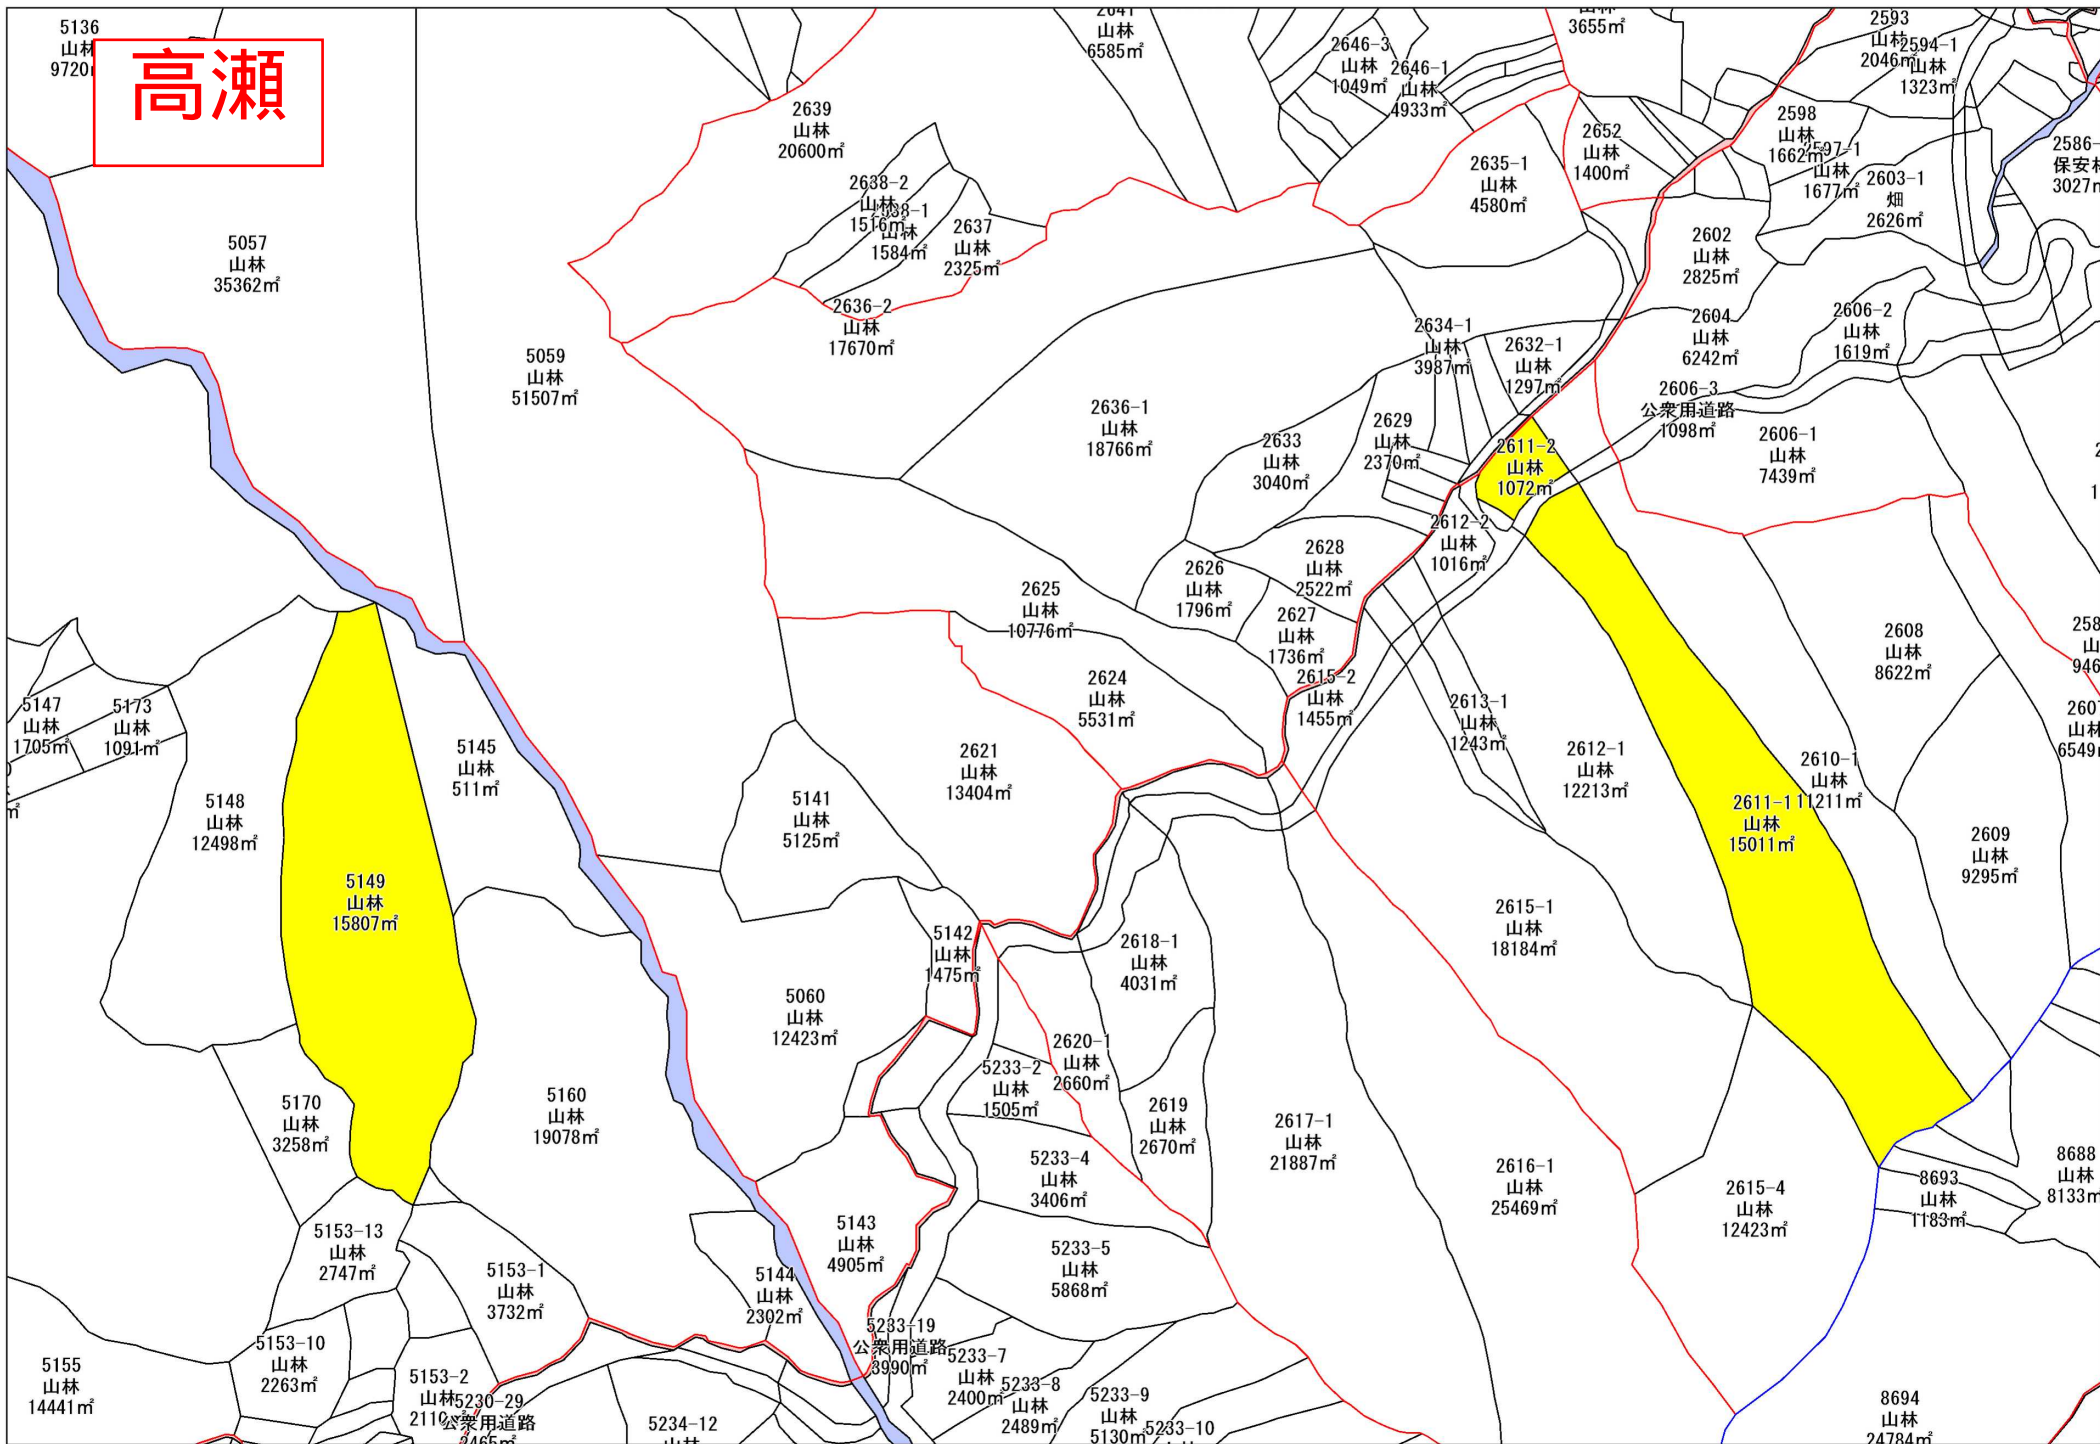 高瀬
5136
山林
2641
山林
6585㎡
山林
3655㎡
2593
山林
2046㎡
2594-1
山林
1323㎡
2646-3
山林
1049㎡
2646-1
山林
4933㎡
2639
山林
20600㎡
2652
山林
1400㎡
2598
山林
1662㎡
2597-1
山林
1677㎡
2586-
保安林
3027㎡
2635-1
山林
4580㎡
2603-1
畑
2626㎡
2638-2
山林
1516㎡
2638-1
山林
1584㎡
2637
山林
2325㎡
5057
山林
35362㎡
2602
山林
2825㎡
2636-2
山林
17670㎡
2604
山林
6242㎡
2606-2
山林
1619㎡
2634-1
山林
3987㎡
2632-1
山林
1297㎡
5059
山林
51507㎡
2606-3
公衆用道路
1098㎡
2636-1
山林
18766㎡
2629
山林
2370㎡
2633
山林
3040㎡
2611-2
山林
1072㎡
2606-1
山林
7439㎡
2612-2
山林
1016㎡
2628
山林
2522㎡
2626
山林
1796㎡
2625
山林
10776㎡
2627
山林
1736㎡
2608
山林
8622㎡
2624
山林
5531㎡
2615-2
山林
1455㎡
2613-1
山林
1243㎡
5147
山林
1705㎡
5173
山林
1091㎡
5145
山林
511㎡
2621
山林
13404㎡
2612-1
山林
12213㎡
2610-1
山林
11211㎡
2607
山林
6549㎡
5148
山林
12498㎡
5141
山林
5125㎡
2611-1
山林
15011㎡
2609
山林
9295㎡
5149
山林
15807㎡
2615-1
山林
18184㎡
5142
山林
1475㎡
2618-1
山林
4031㎡
5060
山林
12423㎡
2620-1
山林
2660㎡
5233-2
山林
1505㎡
5170
山林
3258㎡
5160
山林
19078㎡
2619
山林
2670㎡
2617-1
山林
21887㎡
5233-4
山林
3406㎡
2616-1
山林
25469㎡
2615-4
山林
12423㎡
8693
山林
1183㎡
8688
山林
8133㎡
5153-13
山林
2747㎡
5143
山林
4905㎡
5233-5
山林
5868㎡
5153-1
山林
3732㎡
5144
山林
2302㎡
5233-19
公衆用道路
3990㎡
5153-10
山林
2263㎡
5155
山林
14441㎡
5153-2
山林
5230-29
公衆用道路
2465㎡
5233-7
山林
2400㎡
5233-8
山林
2489㎡
5233-9
山林
5130㎡
5233-10
5234-12
山林
8694
山林
24784㎡